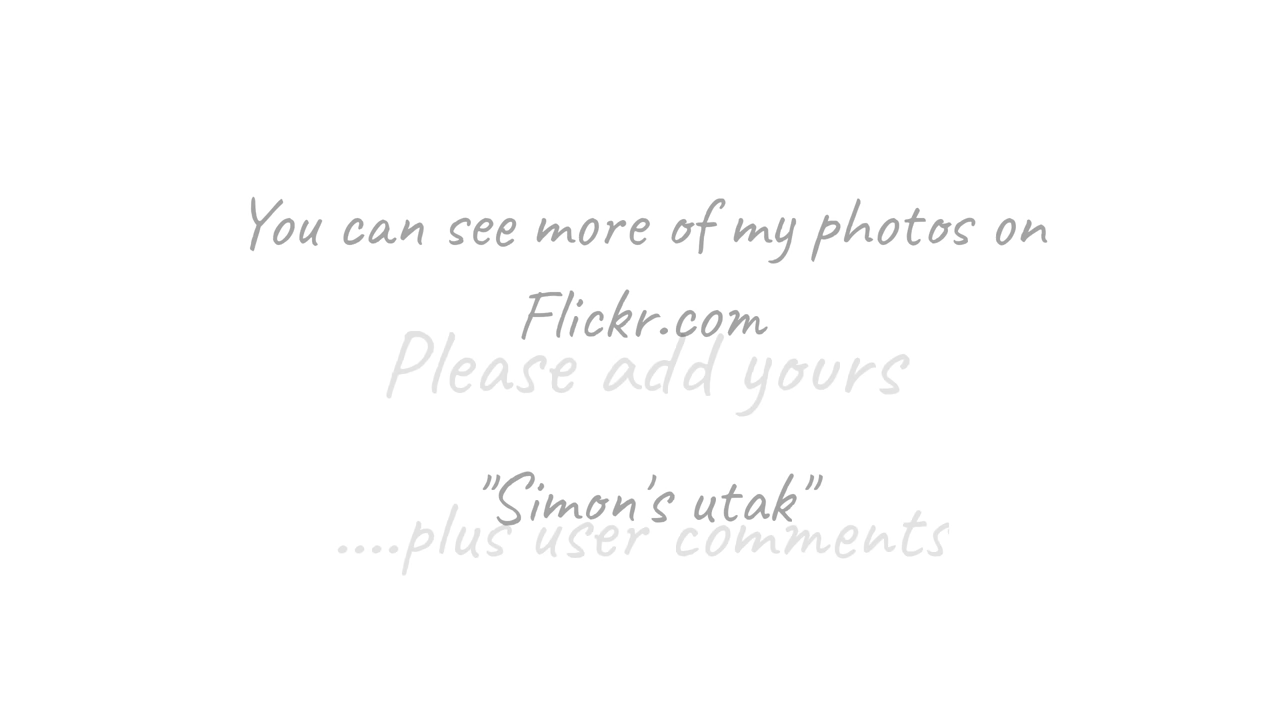 You can see more of my photos on
Flickr.com
Please add yours
"Simon's utak"
....plus user comments